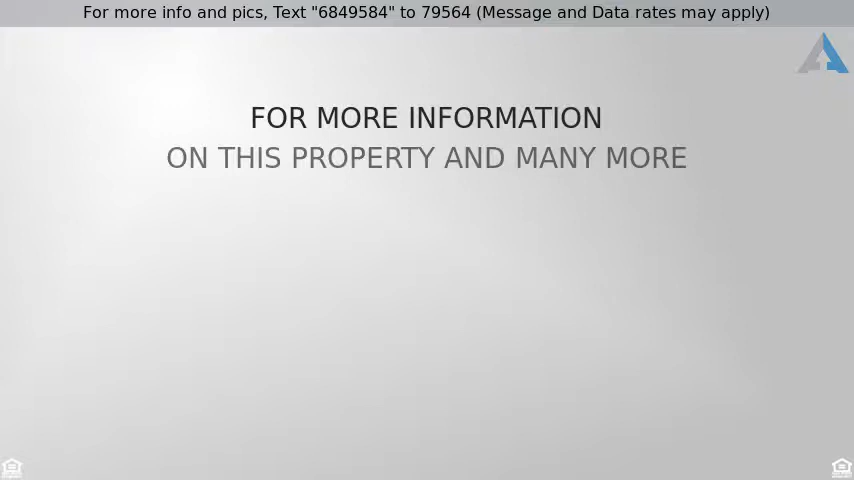 For more info and pics, Text "6849584" to 79564 (Message and Data rates may apply)
FOR MORE INFORMATION
ON THIS PROPERTY AND MANY MORE